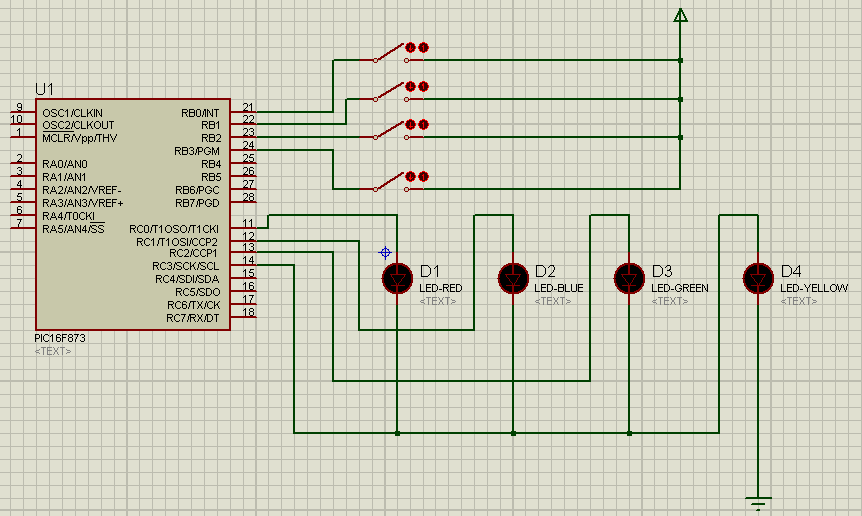 U1
9 OSC1/CLKIN RB0/INT 21
10 OSC2/CLKOUT RB1 22
1 MCLR/Vpp/THV RB2 23
RB3/PGM 24
2 RA0/AN0 RB4 25
3 RA1/AN1 RB5 26
4 RA2/AN2/VREF- RB6/PGC 27
5 RA3/AN3/VREF+ RB7/PGD 28
6 RA4/T0CKI
7 RA5/AN4/SS RC0/T1OSO/T1CKI 11
RC1/T1OSI/CCP2 12
RC2/CCP1 13
RC3/SCK/SCL 14
RC4/SDI/SDA 15
RC5/SDO 16
RC6/TX/CK 17
RC7/RX/DT 18
PIC16F873
<TEXT>
D1
LED-RED
<TEXT>
D2
LED-BLUE
<TEXT>
D3
LED-GREEN
<TEXT>
D4
LED-YELLOW
<TEXT>